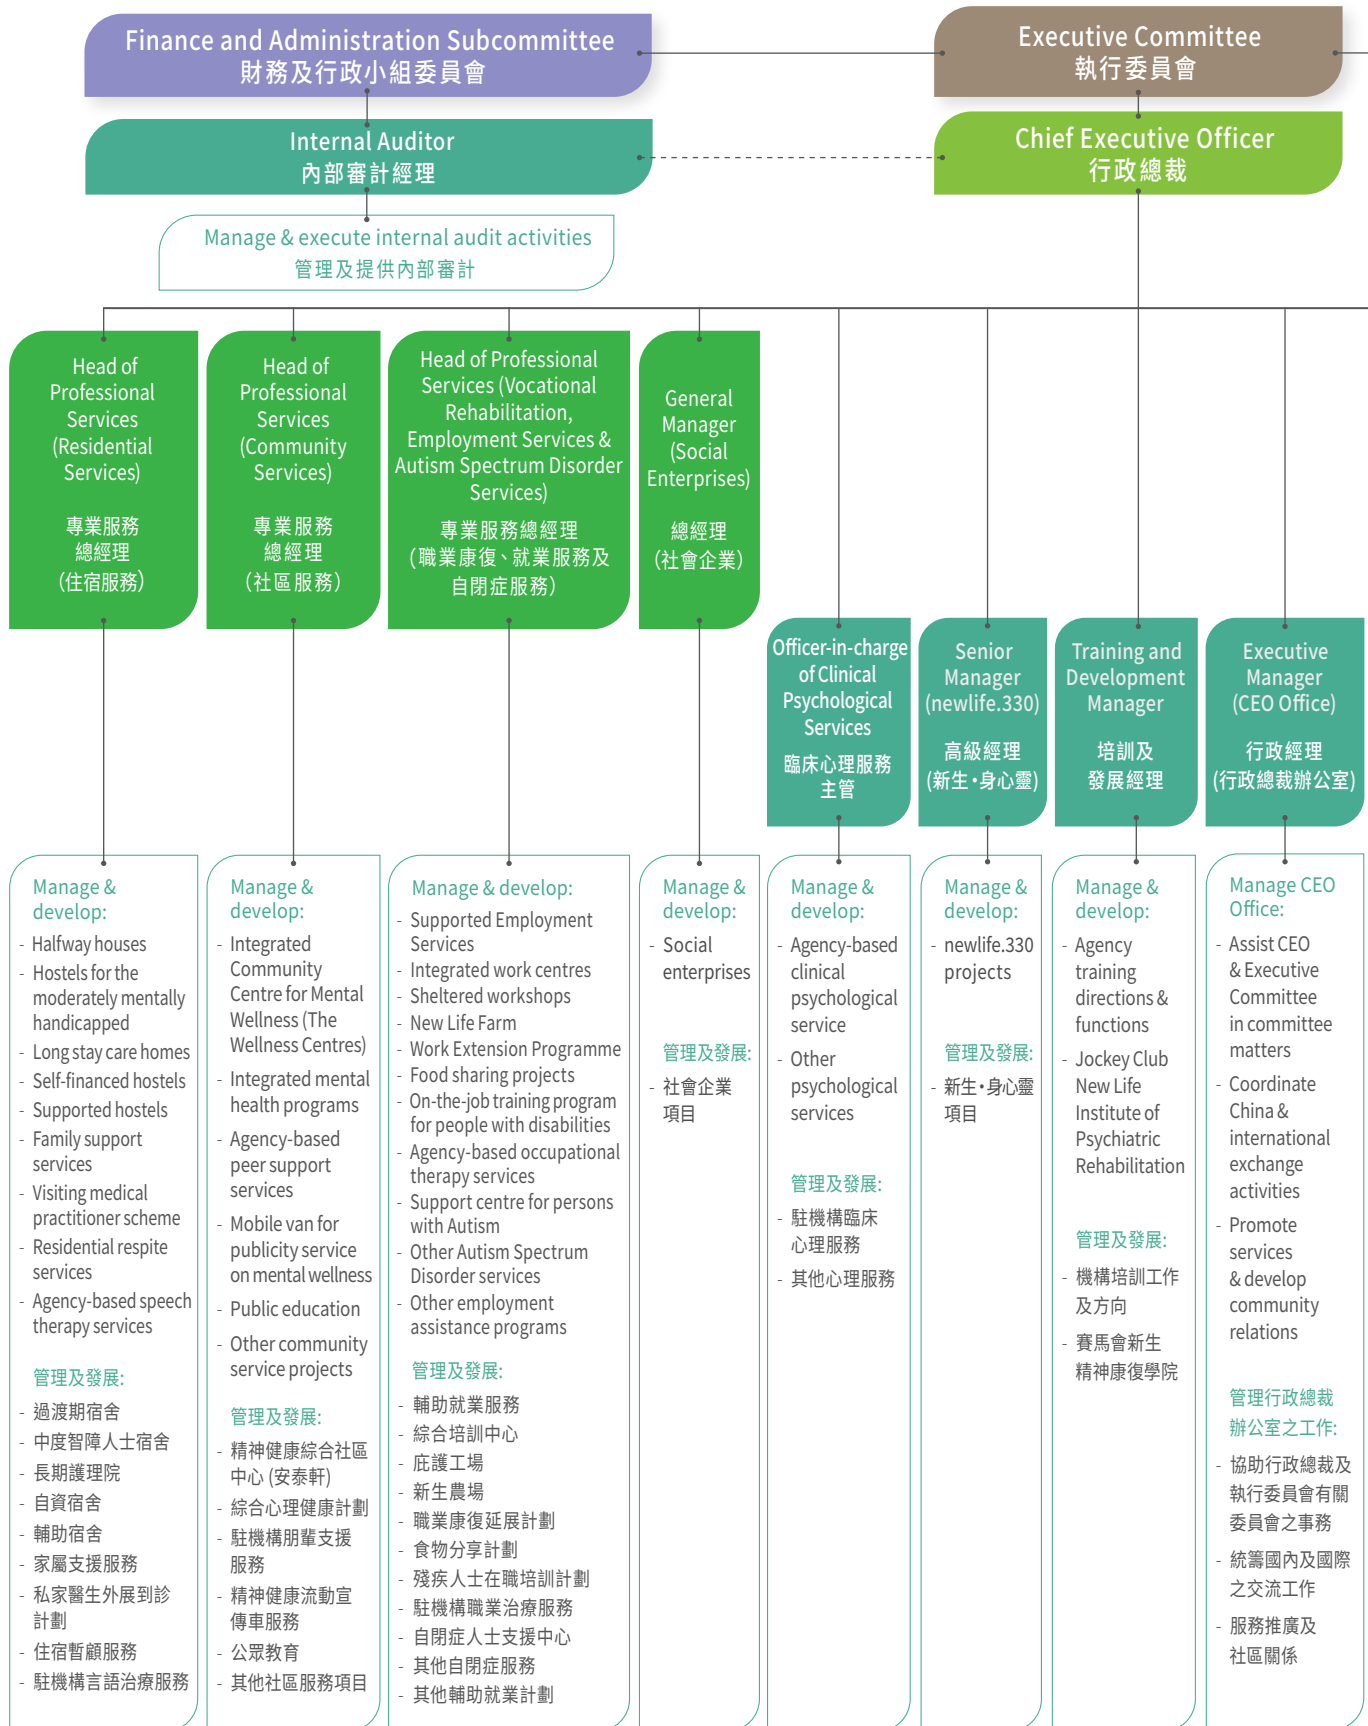 Finance and Administration Subcommittee
財務及行政小組委員會
Executive Committee
執行委員會
Internal Auditor
內部審計經理
Chief Executive Officer
行政總裁
Manage & execute internal audit activities
管理及提供內部審計
Head of
Professional
Services
(Residential
Services)
專業服務
總經理
(住宿服務)
Head of
Professional
Services
(Community
Services)
專業服務
總經理
(社區服務)
Head of Professional
Services (Vocational
Rehabilitation,
Employment Services &
Autism Spectrum Disorder
Services)
專業服務總經理
(職業康復、就業服務及
自閉症服務)
General
Manager
(Social
Enterprises)
總經理
(社會企業)
Officer-in-charge
of Clinical
Psychological
Services
臨床心理服務
主管
Senior
Manager
(newlife.330)
高級經理
(新生•身心靈)
Training and
Development
Manager
培訓及
發展經理
Executive
Manager
(CEO Office)
行政經理
(行政總裁辦公室)
Manage &
develop:
- Halfway houses
- Hostels for the
moderately mentally
handicapped
- Long stay care homes
- Self-financed hostels
- Supported hostels
- Family support
services
- Visiting medical
practitioner scheme
- Residential respite
services
- Agency-based speech
therapy services
管理及發展:
- 過渡期宿舍
- 中度智障人士宿舍
- 長期護理院
- 自資宿舍
- 輔助宿舍
- 家屬支援服務
- 私家醫生外展到診
計劃
- 住宿暫顧服務
- 駐機構言語治療服務
Manage &
develop:
- Integrated
Community
Centre for Mental
Wellness (The
Wellness Centres)
- Integrated mental
health programs
- Agency-based
peer support
services
- Mobile van for
publicity service
on mental wellness
- Public education
- Other community
service projects
管理及發展:
- 精神健康綜合社區
中心 (安泰軒)
- 綜合心理健康計劃
- 駐機構朋輩支援
服務
- 精神健康流動宣
傳車服務
- 公眾教育
- 其他社區服務項目
Manage & develop:
- Supported Employment
Services
- Integrated work centres
- Sheltered workshops
- New Life Farm
- Work Extension Programme
- Food sharing projects
- On-the-job training program
for people with disabilities
- Agency-based occupational
therapy services
- Support centre for persons
with Autism
- Other Autism Spectrum
Disorder services
- Other employment
assistance programs
管理及發展:
- 輔助就業服務
- 綜合培訓中心
- 庇護工場
- 新生農場
- 職業康復延展計劃
- 食物分享計劃
- 殘疾人士在職培訓計劃
- 駐機構職業治療服務
- 自閉症人士支援中心
- 其他自閉症服務
- 其他輔助就業計劃
Manage &
develop:
- Social
enterprises
管理及發展:
- 社會企業
項目
Manage &
develop:
- Agency-based
clinical
psychological
service
- Other
psychological
services
管理及發展:
- 駐機構臨床
心理服務
- 其他心理服務
Manage &
develop:
- newlife.330
projects
管理及發展:
- 新生•身心靈
項目
Manage &
develop:
- Agency
training
directions &
functions
- Jockey Club
New Life
Institute of
Psychiatric
Rehabilitation
管理及發展:
- 機構培訓工作
及方向
- 賽馬會新生
精神康復學院
Manage CEO
Office:
- Assist CEO
& Executive
Committee
in committee
matters
- Coordinate
China &
international
exchange
activities
- Promote
services
& develop
community
relations
管理行政總裁
辦公室之工作:
- 協助行政總裁及
執行委員會有關
委員會之事務
- 統籌國內及國際
之交流工作
- 服務推廣及
社區關係